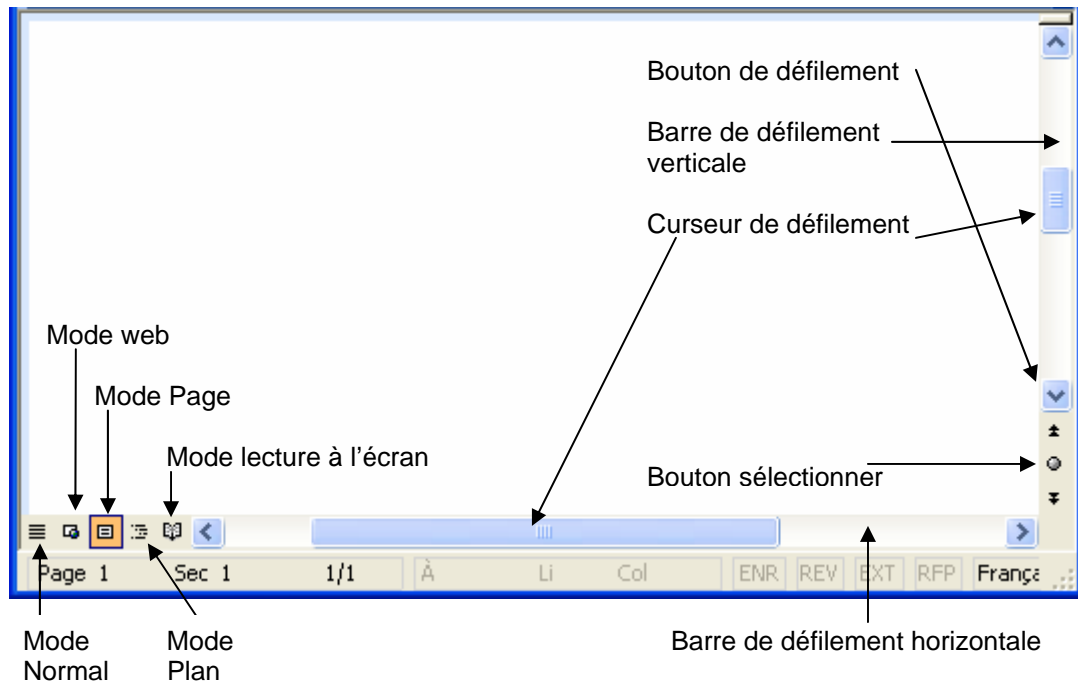 Bouton de défilement
Barre de défilement
verticale
Curseur de défilement
Mode web
Mode Page
Mode lecture à l’écran
Bouton sélectionner
Page 1 Sec 1 1/1 À Li Col ENR REV EXT RFP França
Mode
Normal
Mode
Plan
Barre de défilement horizontale